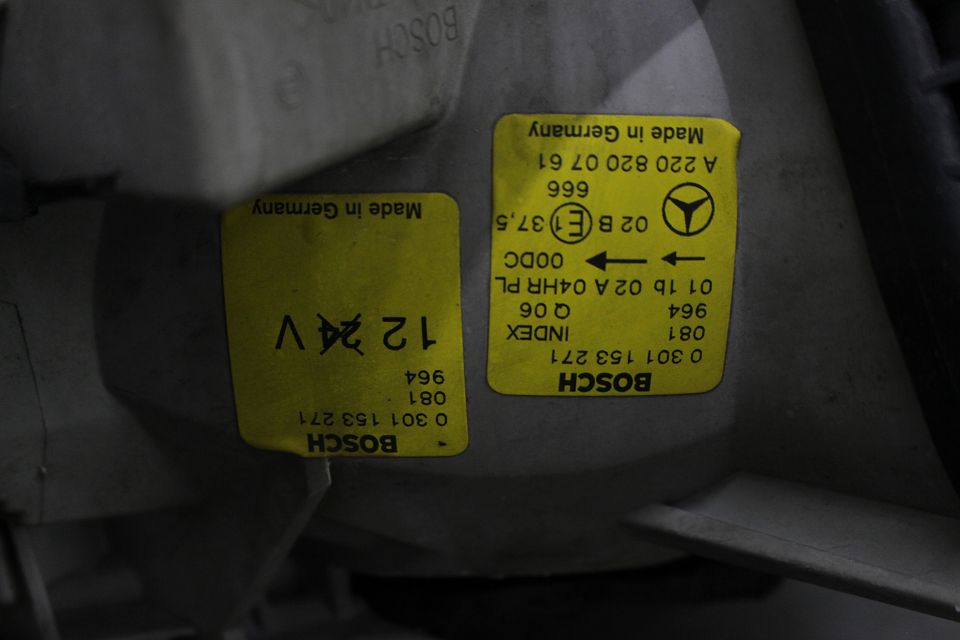 BOSCH
0 301 153 271
081 INDEX
964 Q 06
01 1b 02 A 04HR PL
00DC
02 B E1 37,5
666
A 220 820 07 61
Made in Germany
BOSCH
0 301 153 271
081
964
12 24 V
Made in Germany
BOSCH